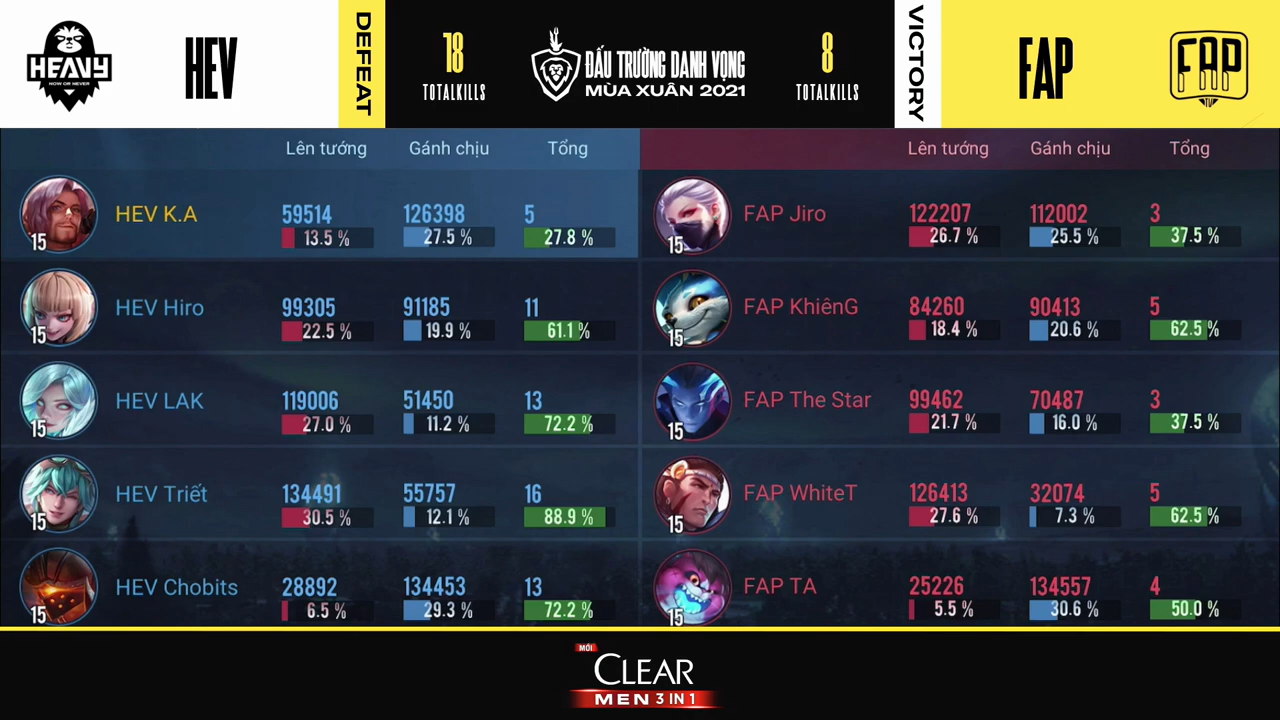 HEAVY
NOW OR NEVER
HEV
DEFEAT
18
TOTALKILLS
ĐẤU TRƯỜNG DANH VỌNG
MÙA XUÂN 2021
8
TOTALKILLS
VICTORY
FAP
FAP
TV
Lên tướng Gánh chịu Tổng
Lên tướng Gánh chịu Tổng
15 HEV K.A 59514 126398 5
13.5 % 27.5 % 27.8 %
15 FAP Jiro 122207 112002 3
26.7 % 25.5 % 37.5 %
15 HEV Hiro 99305 91185 11
22.5 % 19.9 % 61.1 %
15 FAP KhiênG 84260 90413 5
18.4 % 20.6 % 62.5 %
15 HEV LAK 119006 51450 13
27.0 % 11.2 % 72.2 %
15 FAP The Star 99462 70487 3
21.7 % 16.0 % 37.5 %
15 HEV Triết 134491 55757 16
30.5 % 12.1 % 88.9 %
15 FAP WhiteT 126413 32074 5
27.6 % 7.3 % 62.5 %
15 HEV Chobits 28892 134453 13
6.5 % 29.3 % 72.2 %
15 FAP TA 25226 134557 4
5.5 % 30.6 % 50.0 %
MỚI
CLEAR
MEN 3 IN 1